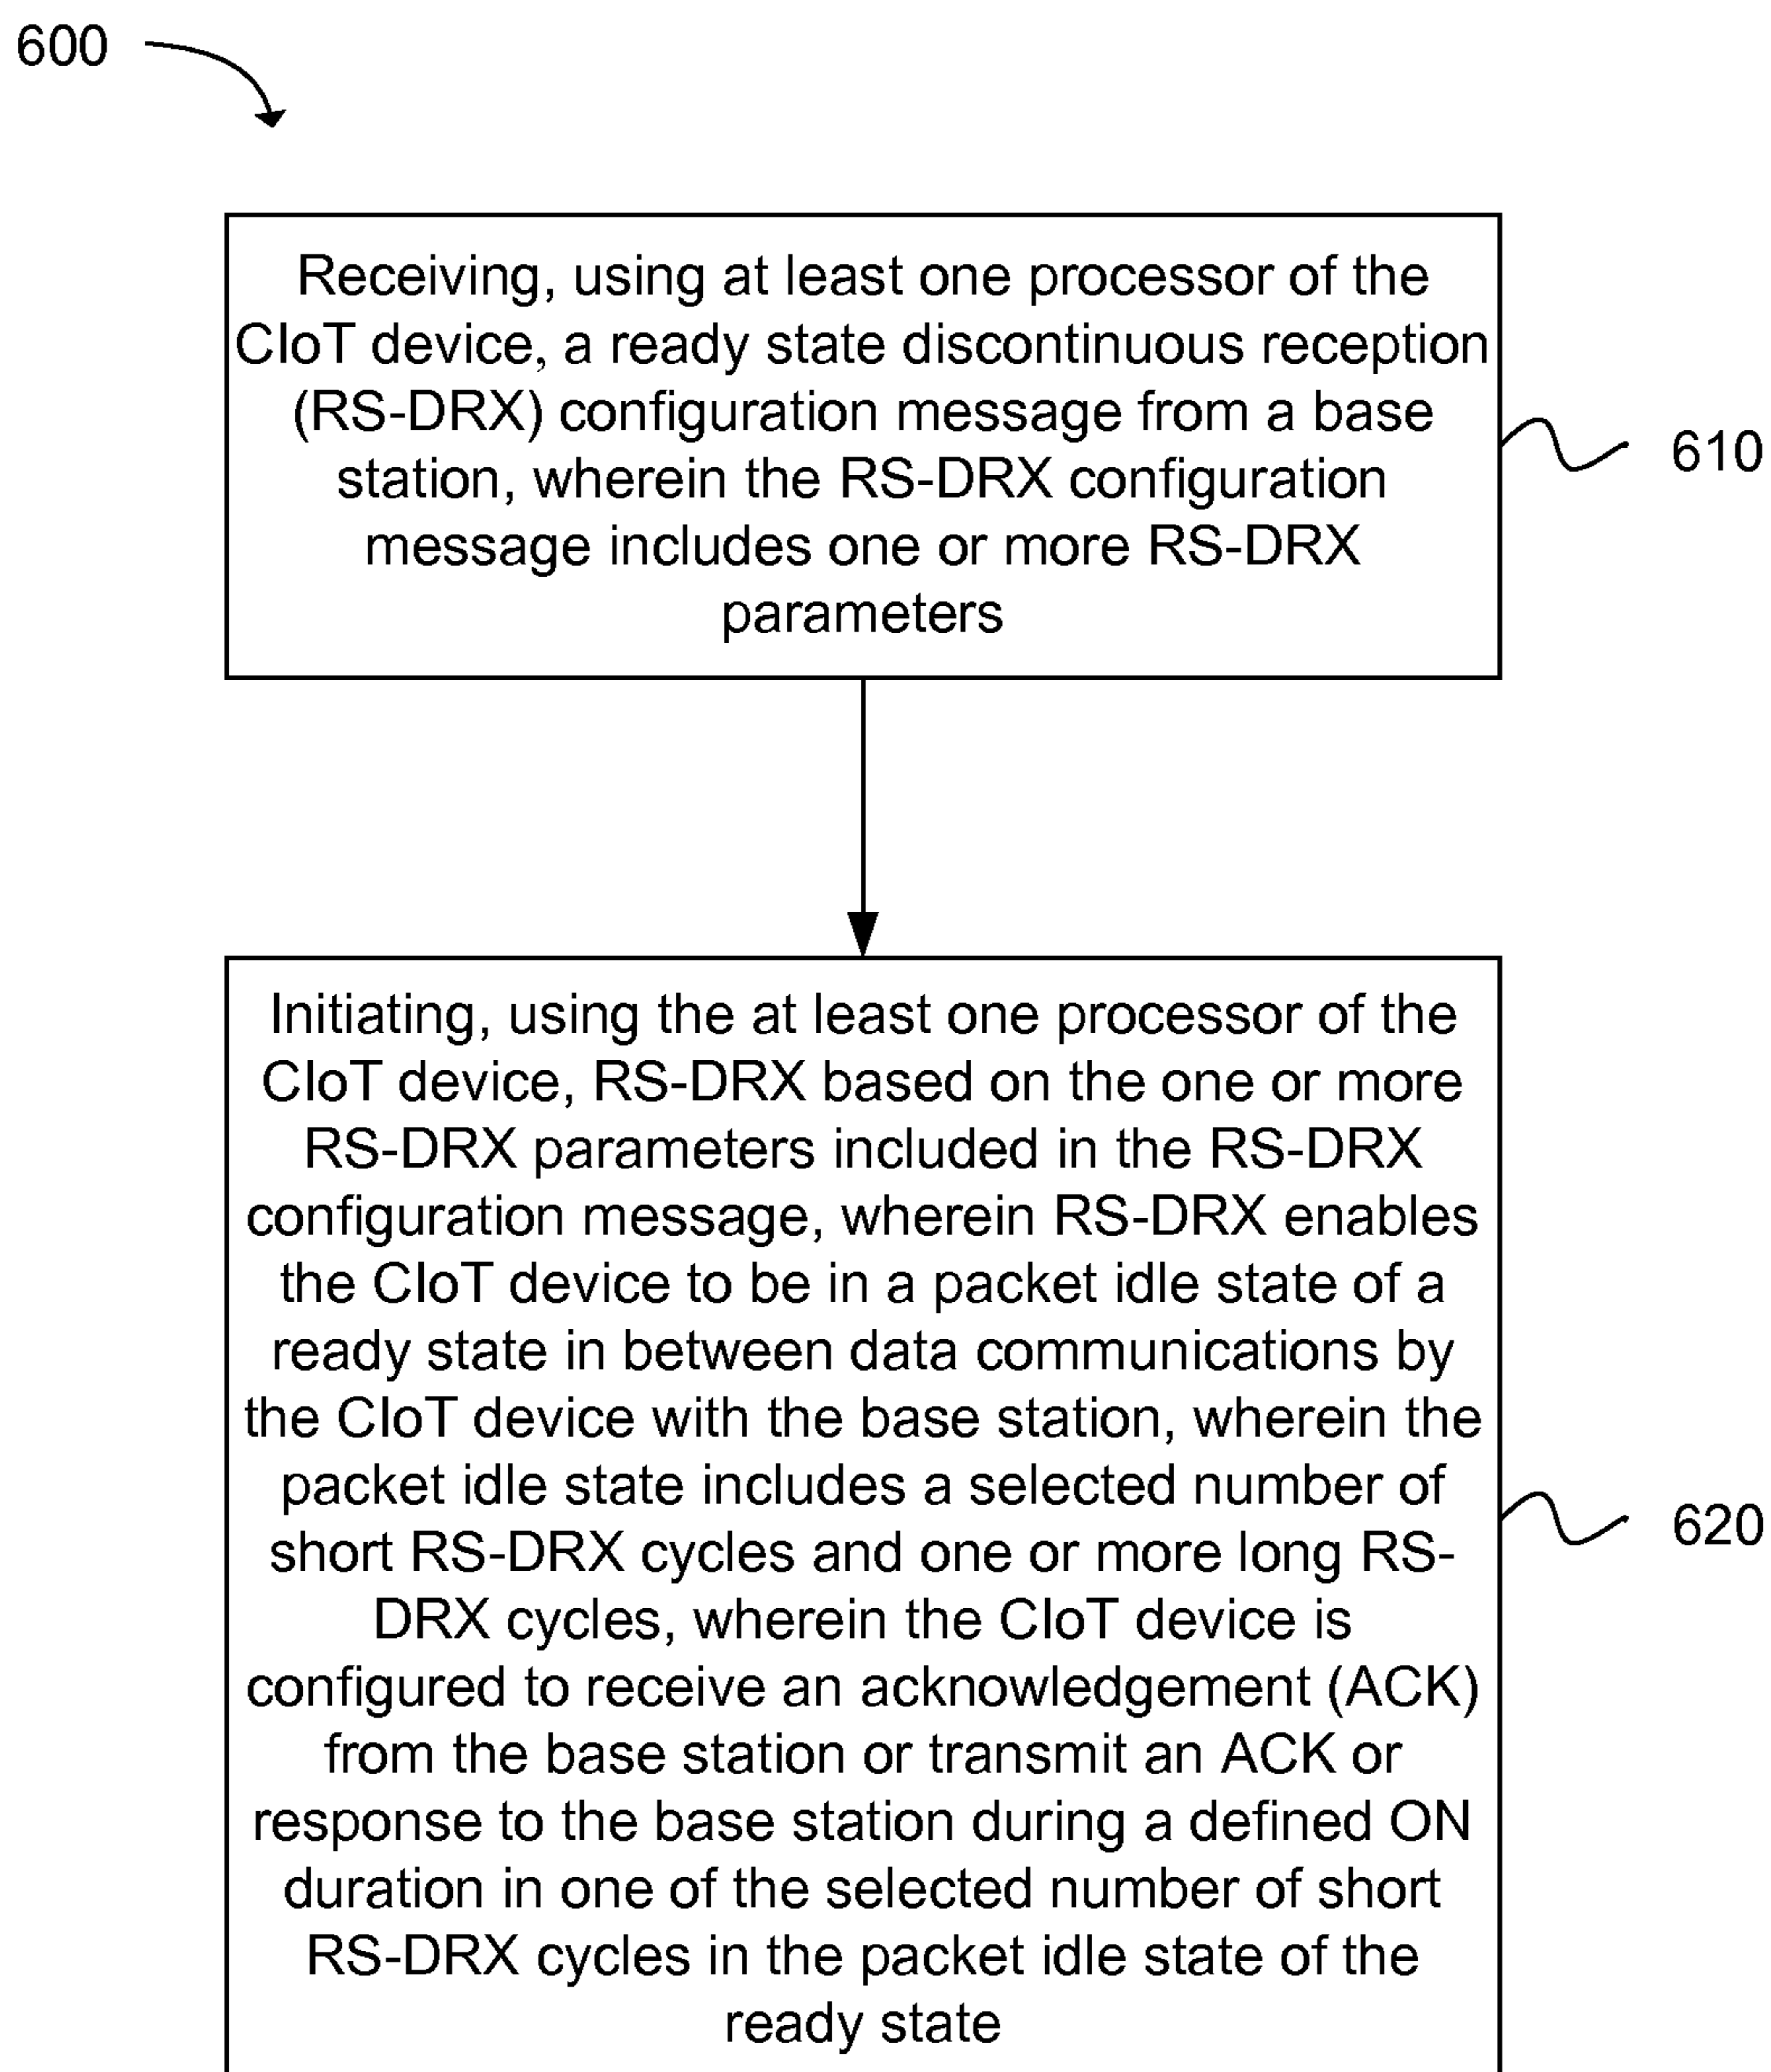 600
Receiving, using at least one processor of the
CIoT device, a ready state discontinuous reception
(RS-DRX) configuration message from a base
station, wherein the RS-DRX configuration
message includes one or more RS-DRX
parameters
610
Initiating, using the at least one processor of the
CIoT device, RS-DRX based on the one or more
RS-DRX parameters included in the RS-DRX
configuration message, wherein RS-DRX enables
the CIoT device to be in a packet idle state of a
ready state in between data communications by
the CIoT device with the base station, wherein the
packet idle state includes a selected number of
short RS-DRX cycles and one or more long RS-
DRX cycles, wherein the CIoT device is
configured to receive an acknowledgement (ACK)
from the base station or transmit an ACK or
response to the base station during a defined ON
duration in one of the selected number of short
RS-DRX cycles in the packet idle state of the
ready state
620